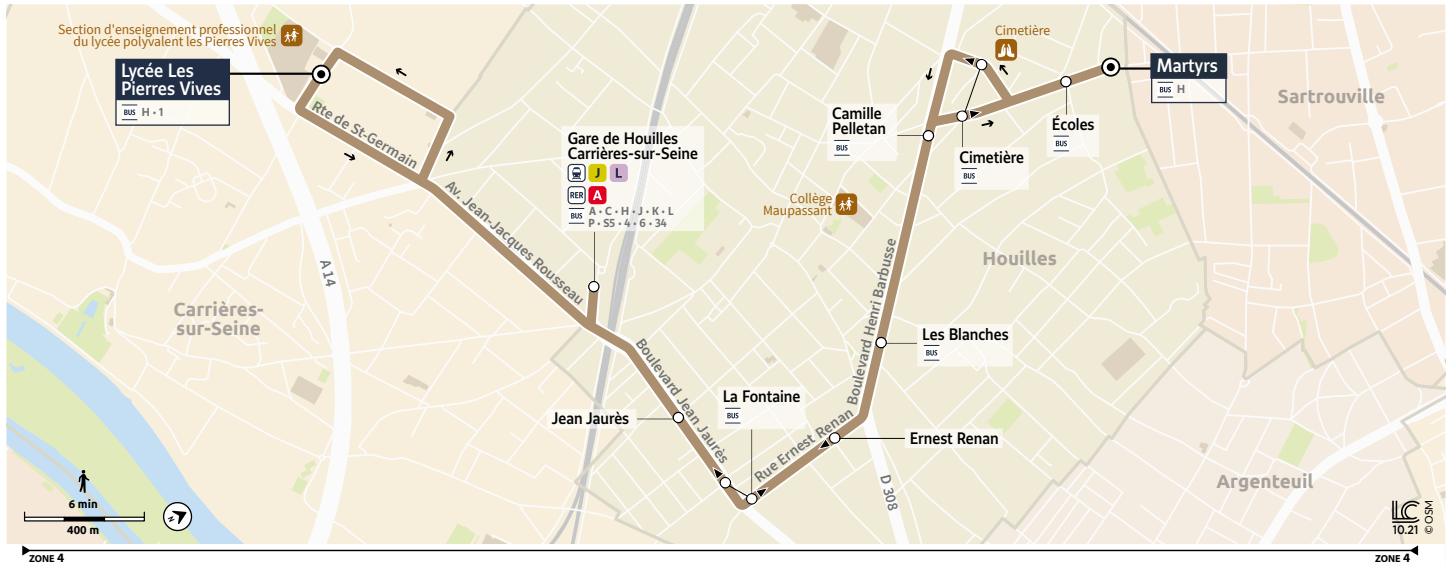 Section d'enseignement professionnel
du lycée polyvalent les Pierres Vives
Lycée Les
Pierres Vives
BUS H • 1
Rte de St-Germain
Av. Jean-Jacques Rousseau
A 14
Carrières-
sur-Seine
Gare de Houilles
Carrières-sur-Seine
J L
RER A
BUS A • C • H • J • K • L
P • S5 • 4 • 6 • 34
Boulevard Jean Jaurès
Jean Jaurès
La Fontaine
BUS
Rue Ernest Renan
Ernest Renan
Boulevard Henri Barbusse
Les Blanches
BUS
D 308
Collège
Maupassant
Camille
Pelletan
BUS
Cimetière
Cimetière
BUS
Écoles
BUS
Martyrs
BUS H
Sartrouville
Houilles
Argenteuil
6 min
400 m
N
LC
10.21
© OSM
ZONE 4
ZONE 4